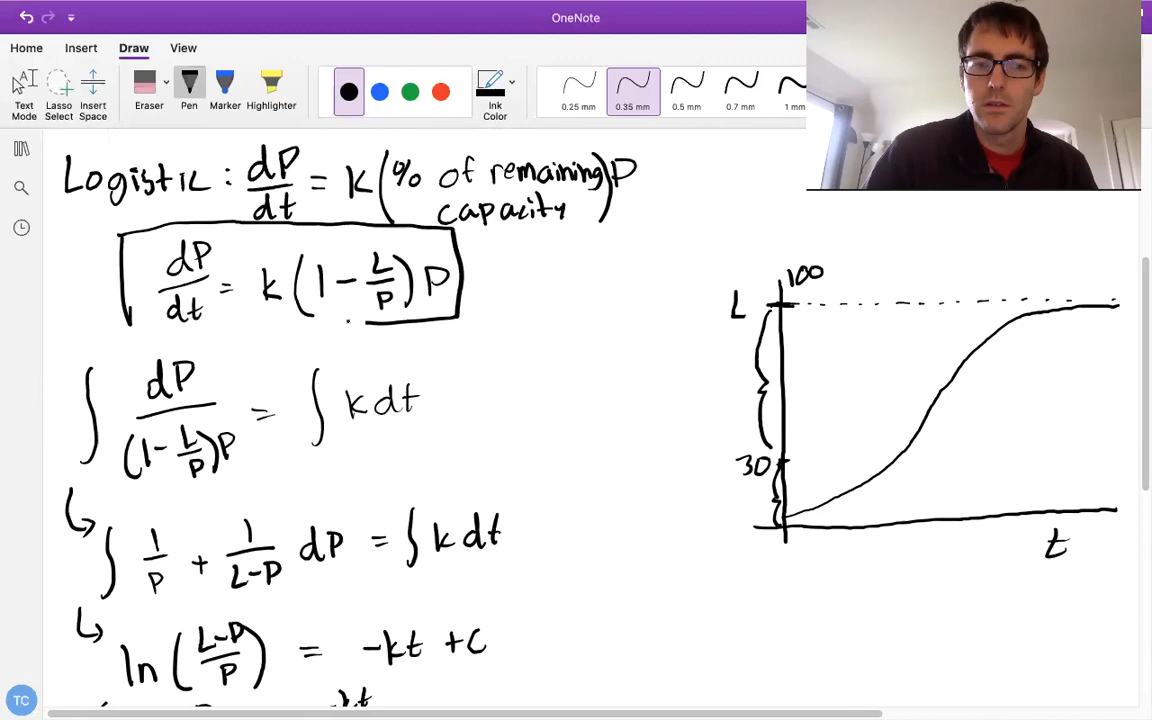 OneNote
Home Insert Draw View
Text Mode
Lasso Select
Insert Space
Eraser
Pen
Marker
Highlighter
Ink Color
0.25 mm
0.35 mm
0.5 mm
0.7 mm
1 mm
Logistic : dP/dt = k(% of remaining capacity)P
dP/dt = k(1 - L/P)P
∫ dP/((1 - L/P)P) = ∫ k dt
∫ 1/P + 1/(L-P) dP = ∫ k dt
ln((L-P)/P) = -kt + C
100
L
30
t
TC